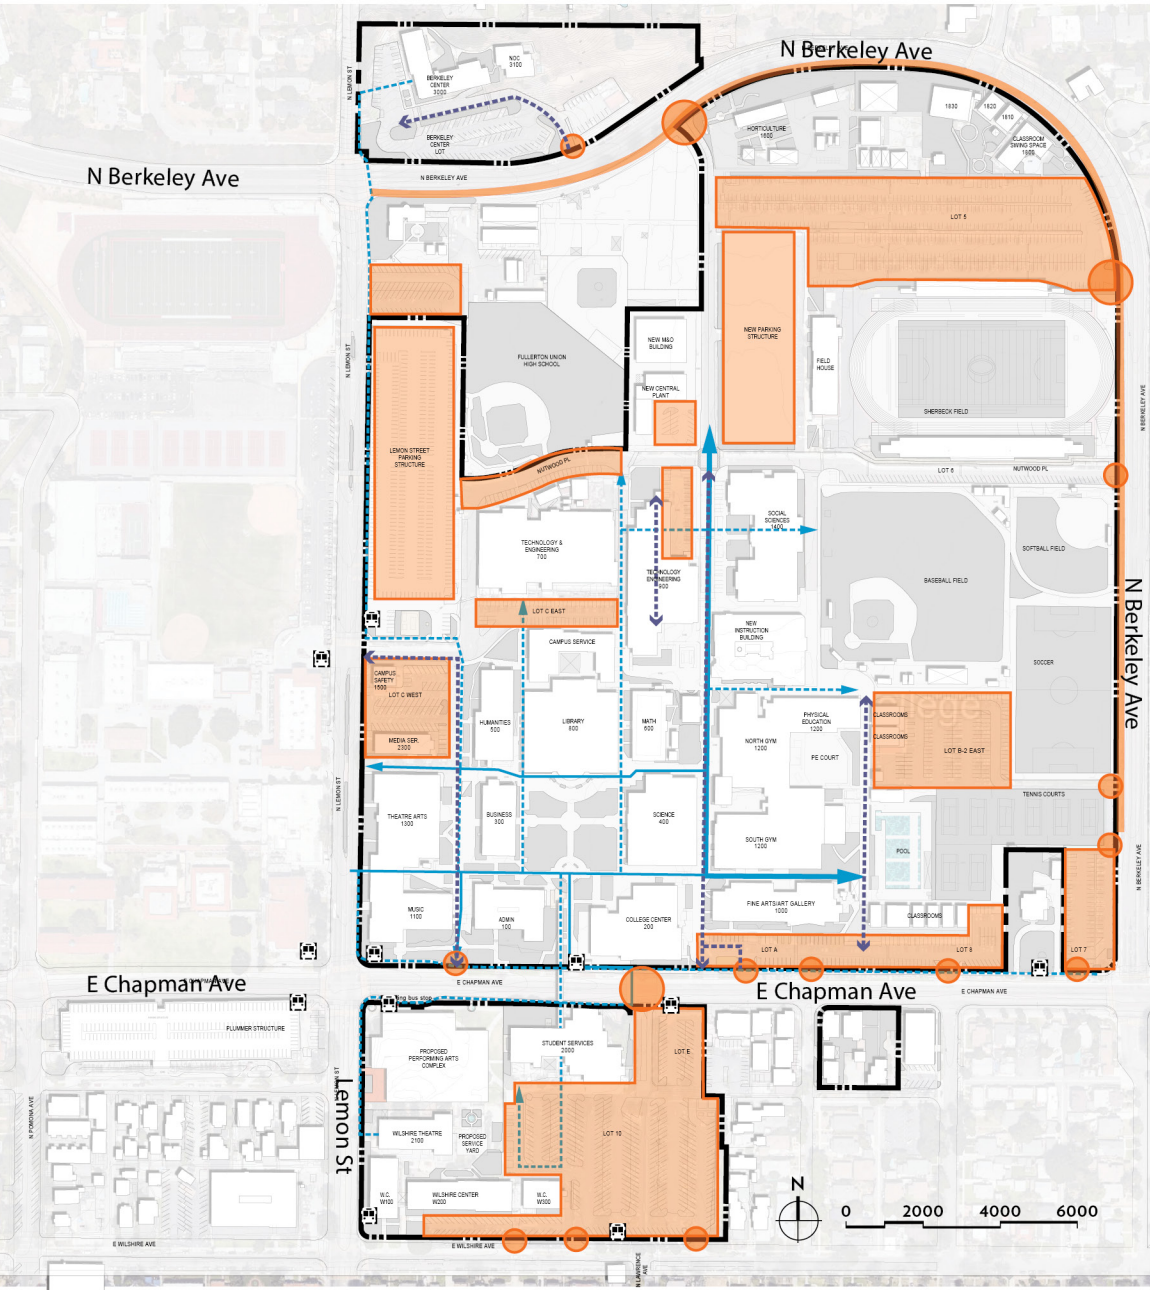 N Berkeley Ave
N LEMON ST
BERKELEY
CENTER
3000
NOC
3100
BERKELEY
CENTER
LOT
N BERKELEY AVE
N Berkeley Ave
HORTICULTURE
1600
1830
1820
1810
CLASSROOM
SWING SPACE
1900
LOT 5
NEW PARKING
STRUCTURE
FIELD
HOUSE
SHERBECK FIELD
N BERKELEY AVE
N LEMON ST
FULLERTON UNION
HIGH SCHOOL
NEW M&O
BUILDING
NEW CENTRAL
PLANT
LEMON STREET
PARKING
STRUCTURE
NUTWOOD PL
LOT 6
NUTWOOD PL
TECHNOLOGY &
ENGINEERING
700
SOCIAL
SCIENCES
1400
TECHNOLOGY
ENGINEERING
900
BASEBALL FIELD
SOFTBALL FIELD
N Berkeley Ave
LOT C EAST
CAMPUS SERVICE
NEW
INSTRUCTION
BUILDING
SOCCER
CAMPUS
SAFETY
1500
LOT C WEST
MEDIA SER.
2300
HUMANITIES
500
LIBRARY
800
MATH
600
PHYSICAL
EDUCATION
1200
NORTH GYM
1200
PE COURT
CLASSROOMS
CLASSROOMS
ege
LOT B-2 EAST
N LEMON ST
TENNIS COURTS
THEATRE ARTS
1300
BUSINESS
300
SCIENCE
400
SOUTH GYM
1200
POOL
N BERKELEY AVE
MUSIC
1100
ADMIN
100
COLLEGE CENTER
200
FINE ARTS/ART GALLERY
1000
CLASSROOMS
LOT A
LOT 8
LOT 7
E Chapman Ave
E CHAPMAN AVE
E CHAPMAN AVE
E Chapman Ave
E CHAPMAN AVE
ng bus stop
PLUMMER STRUCTURE
PROPOSED
PERFORMING ARTS
COMPLEX
STUDENT SERVICES
2000
LOT E
Lemon St
N POMONA AVE
WILSHIRE THEATRE
2100
PROPOSED
SERVICE
YARD
LOT 10
W.C.
W100
WILSHIRE CENTER
W200
W.C.
W300
N
0 2000 4000 6000
E WILSHIRE AVE
E WILSHIRE AVE
N LAWRENCE
AVE